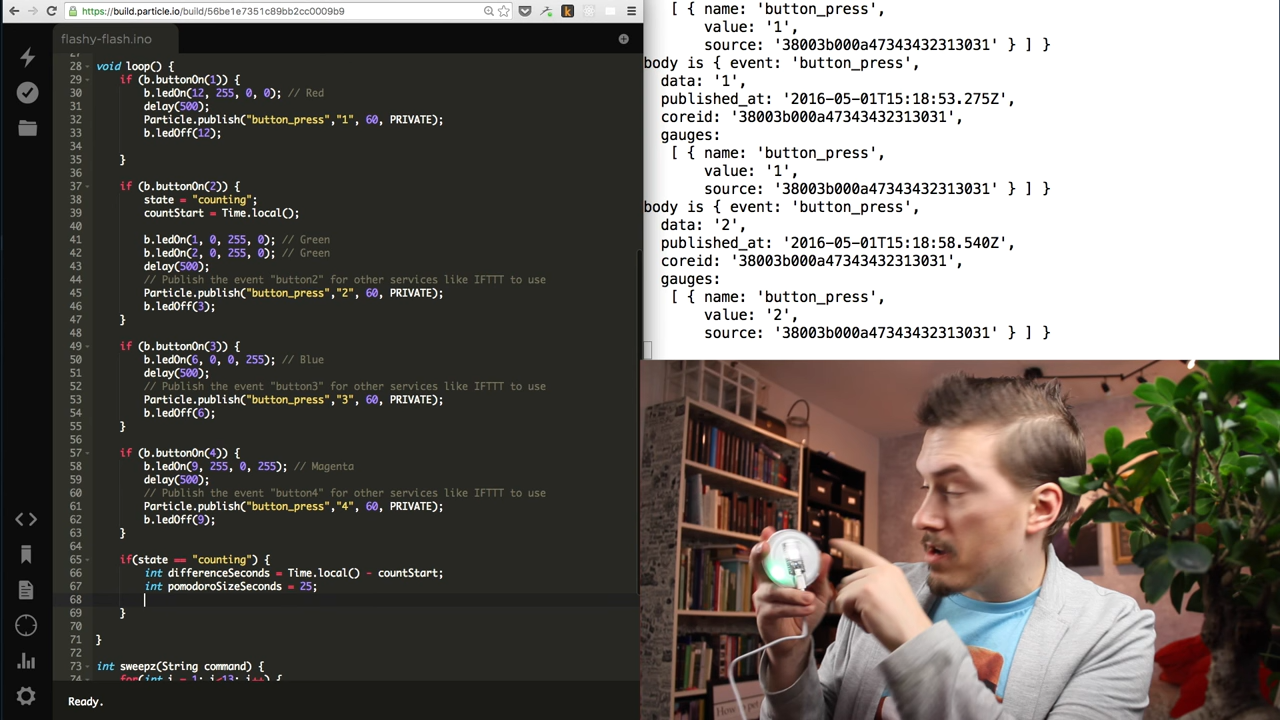 https://build.particle.io/build/56be1e7351c89bb2cc0009b9
flashy-flash.ino
27
28 void loop() {
29 if (b.buttonOn(1)) {
30 b.ledOn(12, 255, 0, 0); // Red
31 delay(500);
32 Particle.publish("button_press","1", 60, PRIVATE);
33 b.ledOff(12);
34
35 }
36
37 if (b.buttonOn(2)) {
38 state = "counting";
39 countStart = Time.local();
40
41 b.ledOn(1, 0, 255, 0); // Green
42 b.ledOn(2, 0, 255, 0); // Green
43 delay(500);
44 // Publish the event "button2" for other services like IFTTT to use
45 Particle.publish("button_press","2", 60, PRIVATE);
46 b.ledOff(3);
47 }
48
49 if (b.buttonOn(3)) {
50 b.ledOn(6, 0, 0, 255); // Blue
51 delay(500);
52 // Publish the event "button3" for other services like IFTTT to use
53 Particle.publish("button_press","3", 60, PRIVATE);
54 b.ledOff(6);
55 }
56
57 if (b.buttonOn(4)) {
58 b.ledOn(9, 255, 0, 255); // Magenta
59 delay(500);
60 // Publish the event "button4" for other services like IFTTT to use
61 Particle.publish("button_press","4", 60, PRIVATE);
62 b.ledOff(9);
63 }
64
65 if(state == "counting") {
66 int differenceSeconds = Time.local() - countStart;
67 int pomodoroSizeSeconds = 25;
68
69 }
70
71 }
72
73 int sweepz(String command) {
74 for(int i = 1; i<13; i++) {
Ready.
[ { name: 'button_press',
value: '1',
source: '38003b000a47343432313031' } ] }
body is { event: 'button_press',
data: '1',
published_at: '2016-05-01T15:18:53.275Z',
coreid: '38003b000a47343432313031',
gauges:
[ { name: 'button_press',
value: '1',
source: '38003b000a47343432313031' } ] }
body is { event: 'button_press',
data: '2',
published_at: '2016-05-01T15:18:58.540Z',
coreid: '38003b000a47343432313031',
gauges:
[ { name: 'button_press',
value: '2',
source: '38003b000a47343432313031' } ] }